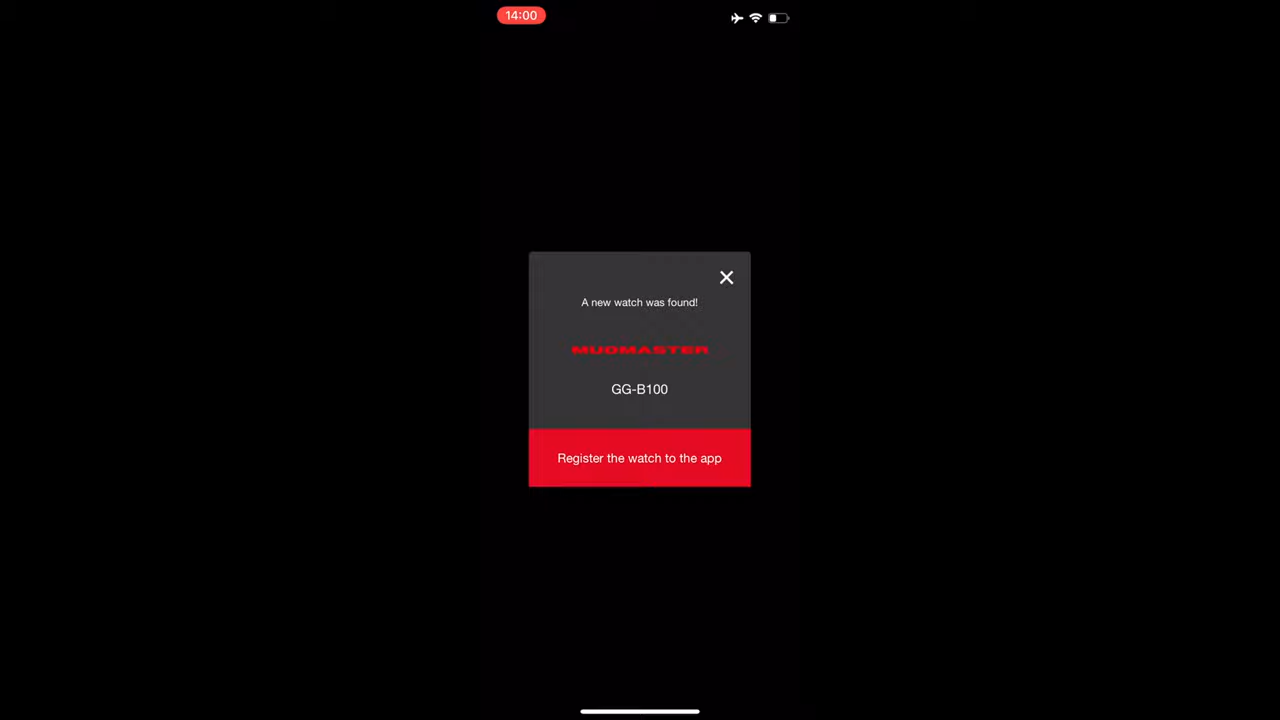 14:00
A new watch was found!
MUDMASTER
GG-B100
Register the watch to the app